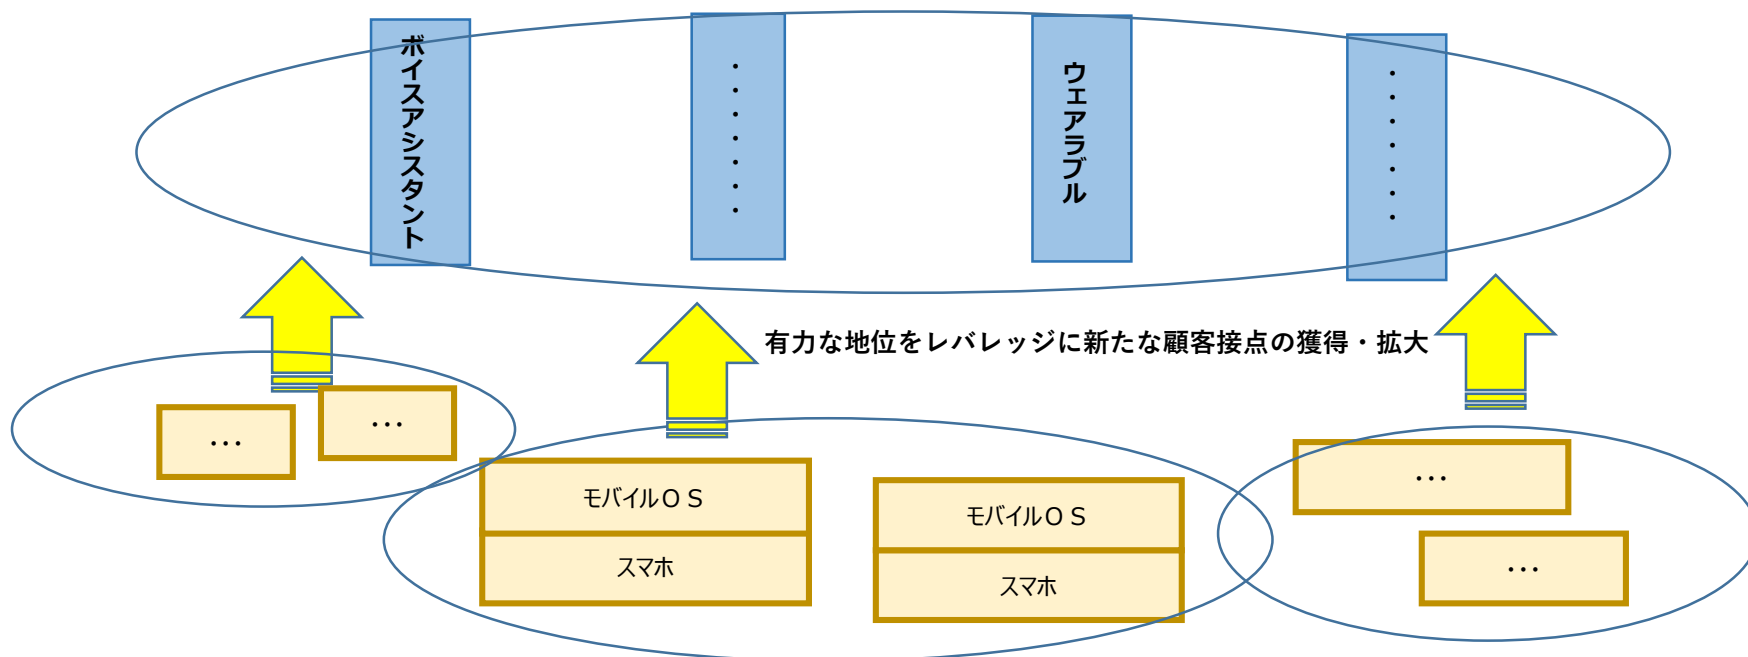 ボイスアシスタント
・・・・・・・
ウェアラブル
・・・・・・・
有力な地位をレバレッジに新たな顧客接点の獲得・拡大
…
…
モバイルＯＳ
スマホ
モバイルＯＳ
スマホ
…
…